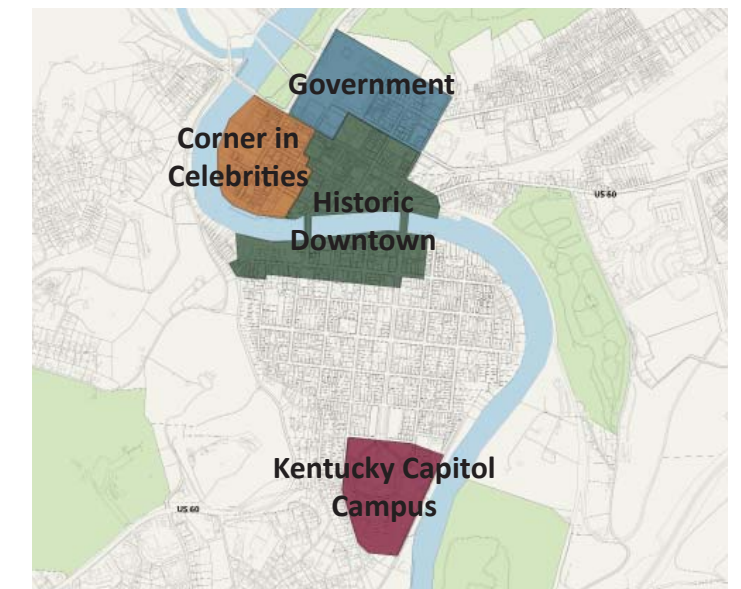 Government
Corner in
Celebrities
US 60
Historic
Downtown
Kentucky Capitol
Campus
US 60